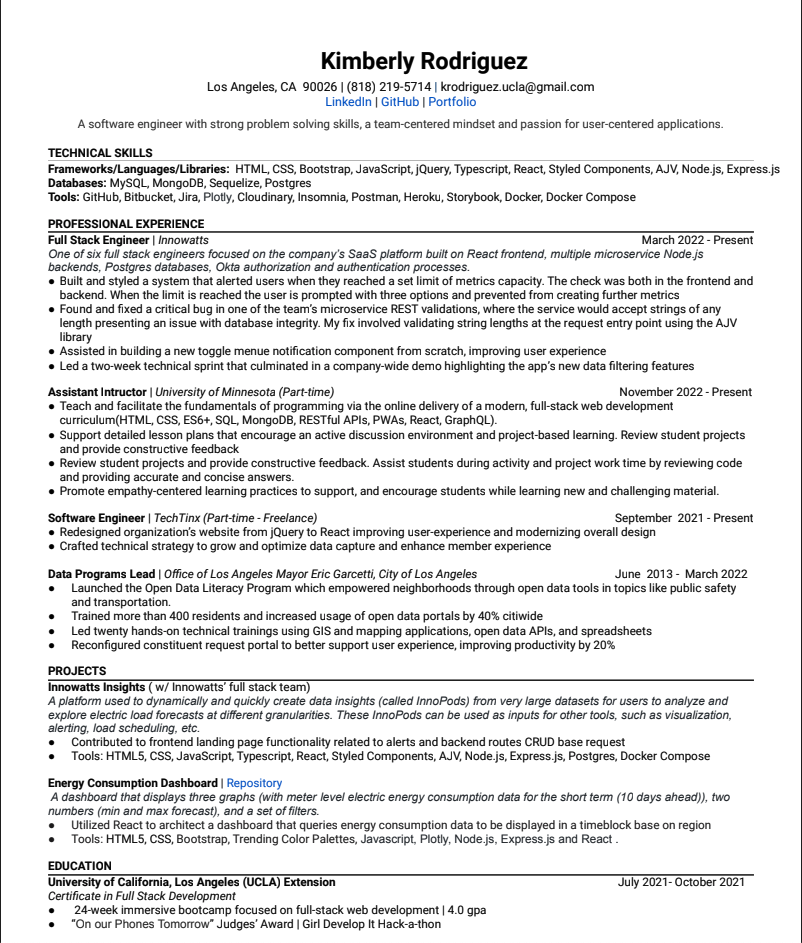 Kimberly Rodriguez
Los Angeles, CA 90026 | (818) 219-5714 | krodriguez.ucla@gmail.com
LinkedIn | GitHub | Portfolio
A software engineer with strong problem solving skills, a team-centered mindset and passion for user-centered applications.
TECHNICAL SKILLS
Frameworks/Languages/Libraries: HTML, CSS, Bootstrap, JavaScript, jQuery, Typescript, React, Styled Components, AJV, Node.js, Express.js
Databases: MySQL, MongoDB, Sequelize, Postgres
Tools: GitHub, Bitbucket, Jira, Plotly, Cloudinary, Insomnia, Postman, Heroku, Storybook, Docker, Docker Compose
PROFESSIONAL EXPERIENCE
Full Stack Engineer | Innowatts March 2022 - Present
One of six full stack engineers focused on the company's SaaS platform built on React frontend, multiple microservice Node.js
backends, Postgres databases, Okta authorization and authentication processes.
● Built and styled a system that alerted users when they reached a set limit of metrics capacity. The check was both in the frontend and
backend. When the limit is reached the user is prompted with three options and prevented from creating further metrics
● Found and fixed a critical bug in one of the team's microservice REST validations, where the service would accept strings of any
length presenting an issue with database integrity. My fix involved validating string lengths at the request entry point using the AJV
library
● Assisted in building a new toggle menue notification component from scratch, improving user experience
● Led a two-week technical sprint that culminated in a company-wide demo highlighting the app's new data filtering features
Assistant Intructor | University of Minnesota (Part-time) November 2022 - Present
● Teach and facilitate the fundamentals of programming via the online delivery of a modern, full-stack web development
curriculum(HTML, CSS, ES6+, SQL, MongoDB, RESTful APIs, PWAs, React, GraphQL).
● Support detailed lesson plans that encourage an active discussion environment and project-based learning. Review student projects
and provide constructive feedback
● Review student projects and provide constructive feedback. Assist students during activity and project work time by reviewing code
and providing accurate and concise answers.
● Promote empathy-centered learning practices to support, and encourage students while learning new and challenging material.
Software Engineer | TechTinx (Part-time - Freelance) September 2021 - Present
● Redesigned organization's website from jQuery to React improving user-experience and modernizing overall design
● Crafted technical strategy to grow and optimize data capture and enhance member experience
Data Programs Lead | Office of Los Angeles Mayor Eric Garcetti, City of Los Angeles June 2013 - March 2022
● Launched the Open Data Literacy Program which empowered neighborhoods through open data tools in topics like public safety
and transportation.
● Trained more than 400 residents and increased usage of open data portals by 40% citiwide
● Led twenty hands-on technical trainings using GIS and mapping applications, open data APIs, and spreadsheets
● Reconfigured constituent request portal to better support user experience, improving productivity by 20%
PROJECTS
Innowatts Insights ( w/ Innowatts' full stack team)
A platform used to dynamically and quickly create data insights (called InnoPods) from very large datasets for users to analyze and
explore electric load forecasts at different granularities. These InnoPods can be used as inputs for other tools, such as visualization,
alerting, load scheduling, etc.
● Contributed to frontend landing page functionality related to alerts and backend routes CRUD base request
● Tools: HTML5, CSS, JavaScript, Typescript, React, Styled Components, AJV, Node.js, Express.js, Postgres, Docker Compose
Energy Consumption Dashboard | Repository
A dashboard that displays three graphs (with meter level electric energy consumption data for the short term (10 days ahead)), two
numbers (min and max forecast), and a set of filters.
● Utilized React to architect a dashboard that queries energy consumption data to be displayed in a timeblock base on region
● Tools: HTML5, CSS, Bootstrap, Trending Color Palettes, Javascript, Plotly, Node.js, Express.js and React .
EDUCATION
University of California, Los Angeles (UCLA) Extension July 2021- October 2021
Certificate in Full Stack Development
● 24-week immersive bootcamp focused on full-stack web development | 4.0 gpa
● "On our Phones Tomorrow" Judges' Award | Girl Develop It Hack-a-thon